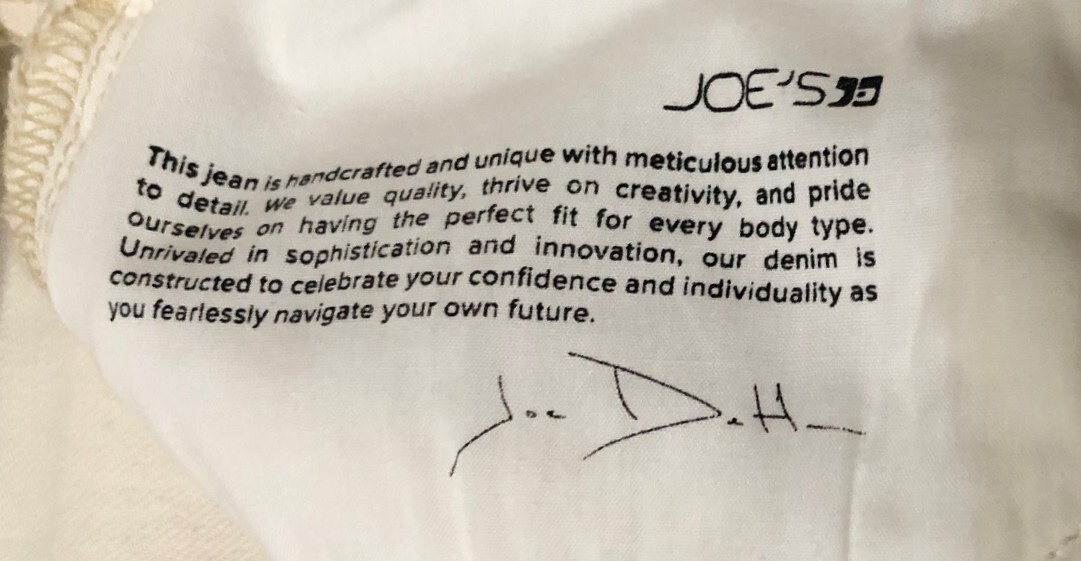 JOE'S
This jean is handcrafted and unique with meticulous attention
to detail. We value quality, thrive on creativity, and pride
ourselves on having the perfect fit for every body type.
Unrivaled in sophistication and innovation, our denim is
constructed to celebrate your confidence and individuality as
you fearlessly navigate your own future.
Joe